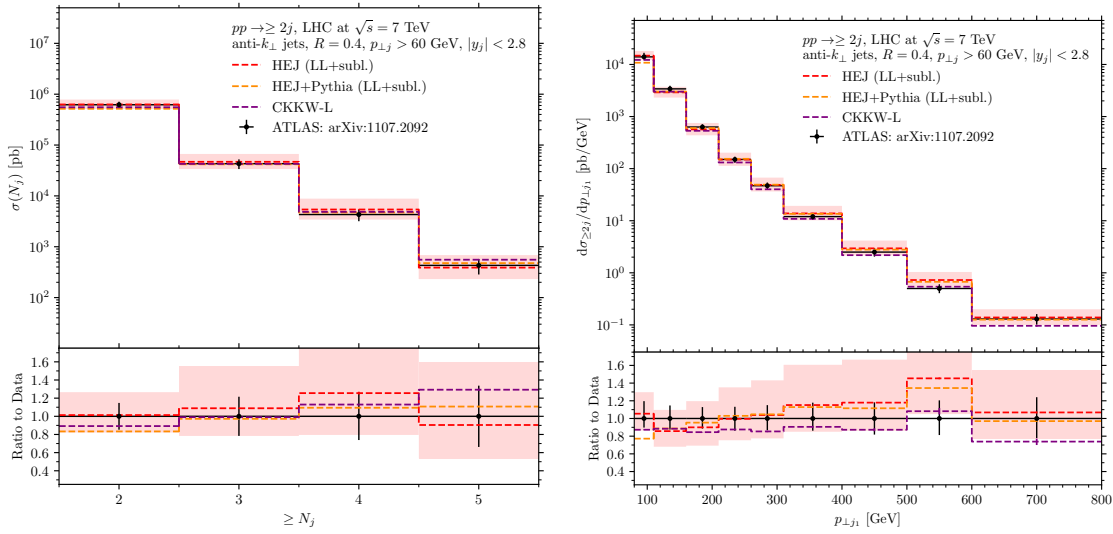 pp →≥ 2j, LHC at √s = 7 TeV
anti-k⊥ jets, R = 0.4, p⊥j > 60 GeV, |yj| < 2.8
HEJ (LL+subl.)
HEJ+Pythia (LL+subl.)
CKKW-L
ATLAS: arXiv:1107.2092
σ(Nj) [pb]
10^7
10^6
10^5
10^4
10^3
10^2
Ratio to Data
1.6
1.4
1.2
1.0
0.8
0.6
0.4
2 3 4 5
≥ Nj
pp →≥ 2j, LHC at √s = 7 TeV
anti-k⊥ jets, R = 0.4, p⊥j > 60 GeV, |yj| < 2.8
HEJ (LL+subl.)
HEJ+Pythia (LL+subl.)
CKKW-L
ATLAS: arXiv:1107.2092
dσ≥2j/dp⊥j1 [pb/GeV]
10^4
10^3
10^2
10^1
10^0
10^−1
Ratio to Data
1.6
1.4
1.2
1.0
0.8
0.6
0.4
100 200 300 400 500 600 700 800
p⊥j1 [GeV]